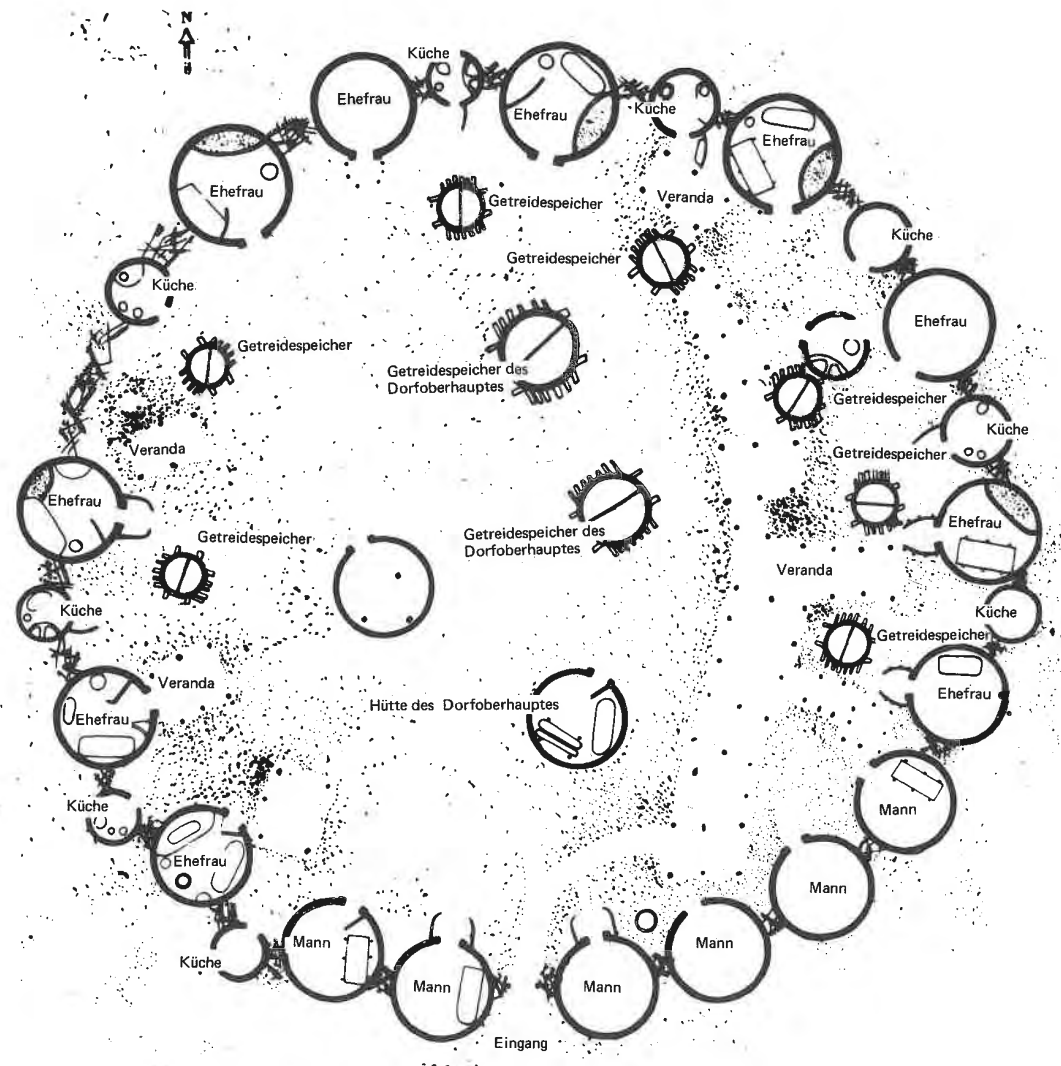 N
Küche
Ehefrau
Ehefrau
Küche
Ehefrau
Ehefrau
Veranda
Getreidespeicher
Küche
Getreidespeicher
Küche
Ehefrau
Getreidespeicher
Getreidespeicher des
Dorfoberhauptes
Getreidespeicher
Küche
Veranda
Getreidespeicher
Ehefrau
Ehefrau
Getreidespeicher des
Dorfoberhauptes
Getreidespeicher
Veranda
Küche
Küche
Getreidespeicher
Veranda
Ehefrau
Hütte des Dorfoberhauptes
Ehefrau
Küche
Mann
Ehefrau
Mann
Küche
Mann
Mann
Mann
Mann
Eingang